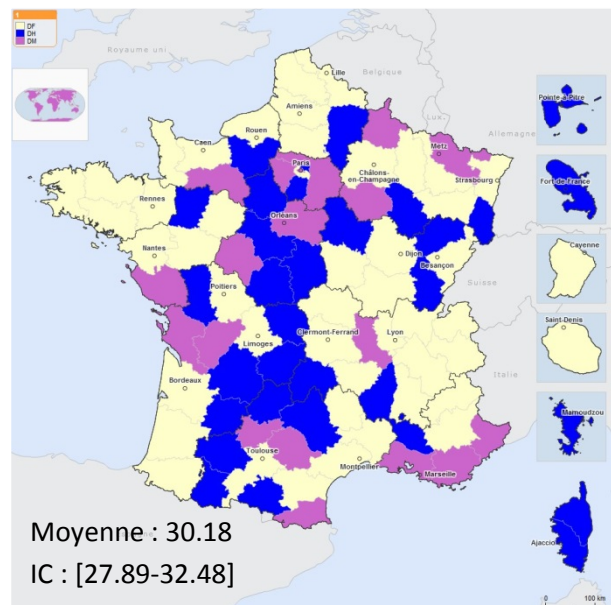 1
DF
DH
DM
Royaume uni
Belgique
Lille
Amiens
Lux.
Pointe-à-Pitre
Rouen
Caen
Metz
Allemagne
Paris
Châlons-
en-Champagne
Strasbourg
Fort-de-France
Rennes
Orléans
Nantes
Dijon
Besançon
Cayenne
Suisse
Poitiers
Saint-Denis
Limoges
Clermont-Ferrand
Lyon
Italie
Bordeaux
Mamoudzou
Toulouse
Montpellier
Marseille
Moyenne : 30.18
IC : [27.89-32.48]
Ajaccio
0 100 km